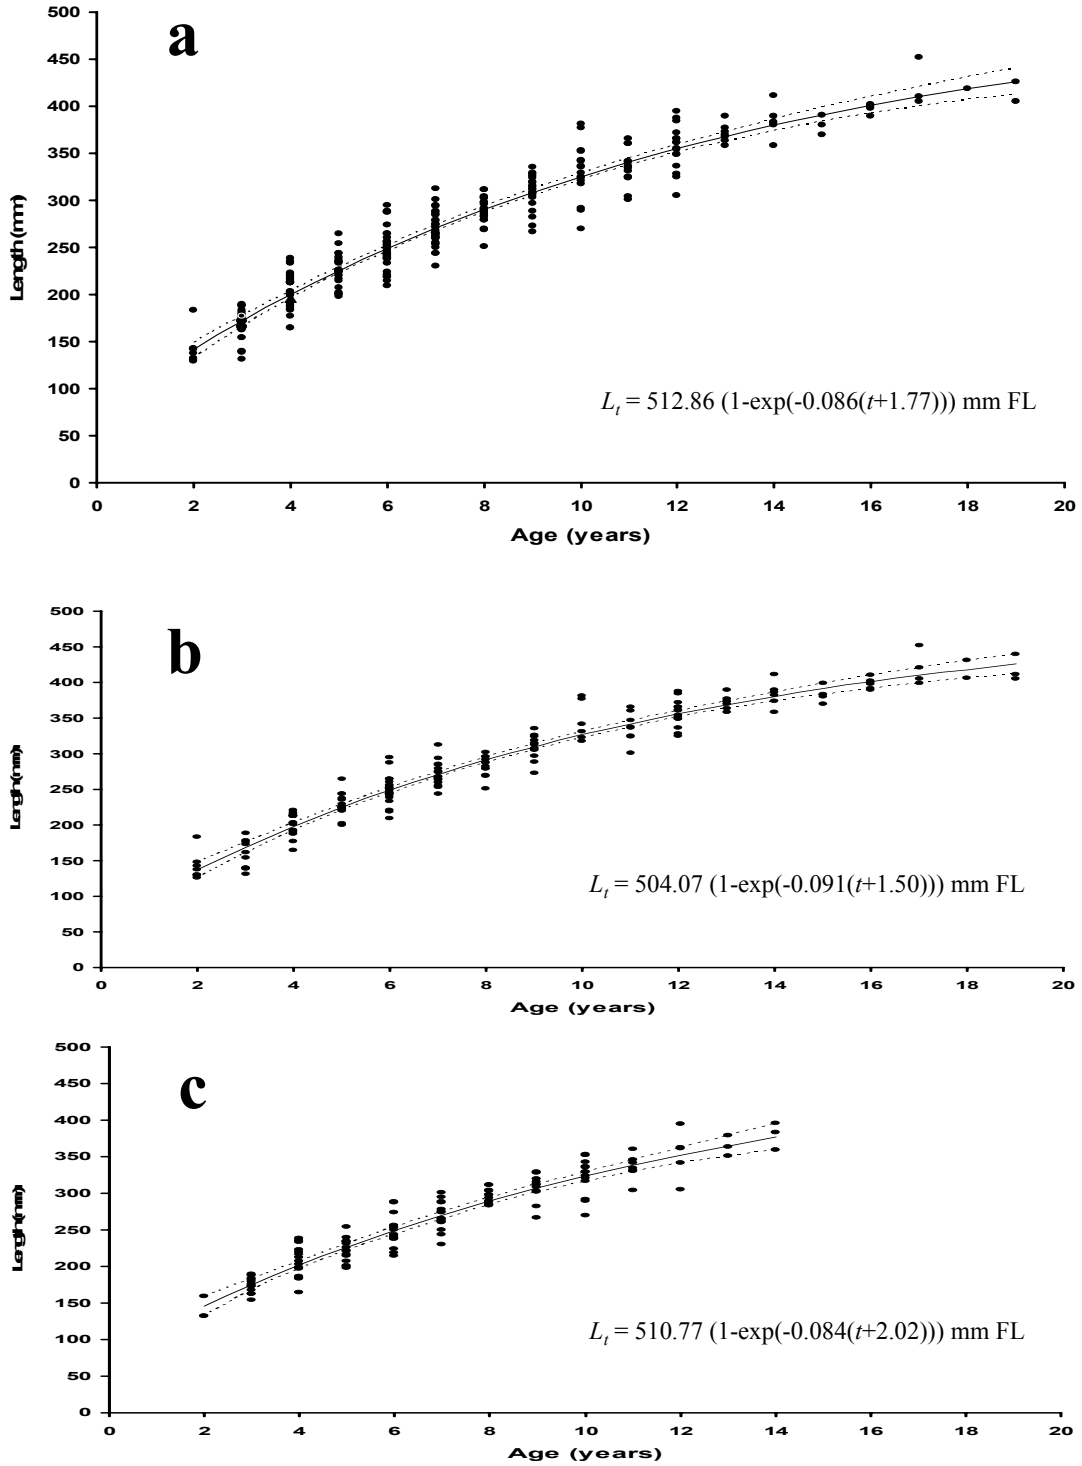 a
500
450
400
350
300
250
200
150
100
50
0
Length (mm)
0 2 4 6 8 10 12 14 16 18 20
Age (years)
Lt = 512.86 (1-exp(-0.086(t+1.77))) mm FL
b
500
450
400
350
300
250
200
150
100
50
0
Length (mm)
0 2 4 6 8 10 12 14 16 18 20
Age (years)
Lt = 504.07 (1-exp(-0.091(t+1.50))) mm FL
c
500
450
400
350
300
250
200
150
100
50
0
Length (mm)
0 2 4 6 8 10 12 14 16 18 20
Age (years)
Lt = 510.77 (1-exp(-0.084(t+2.02))) mm FL